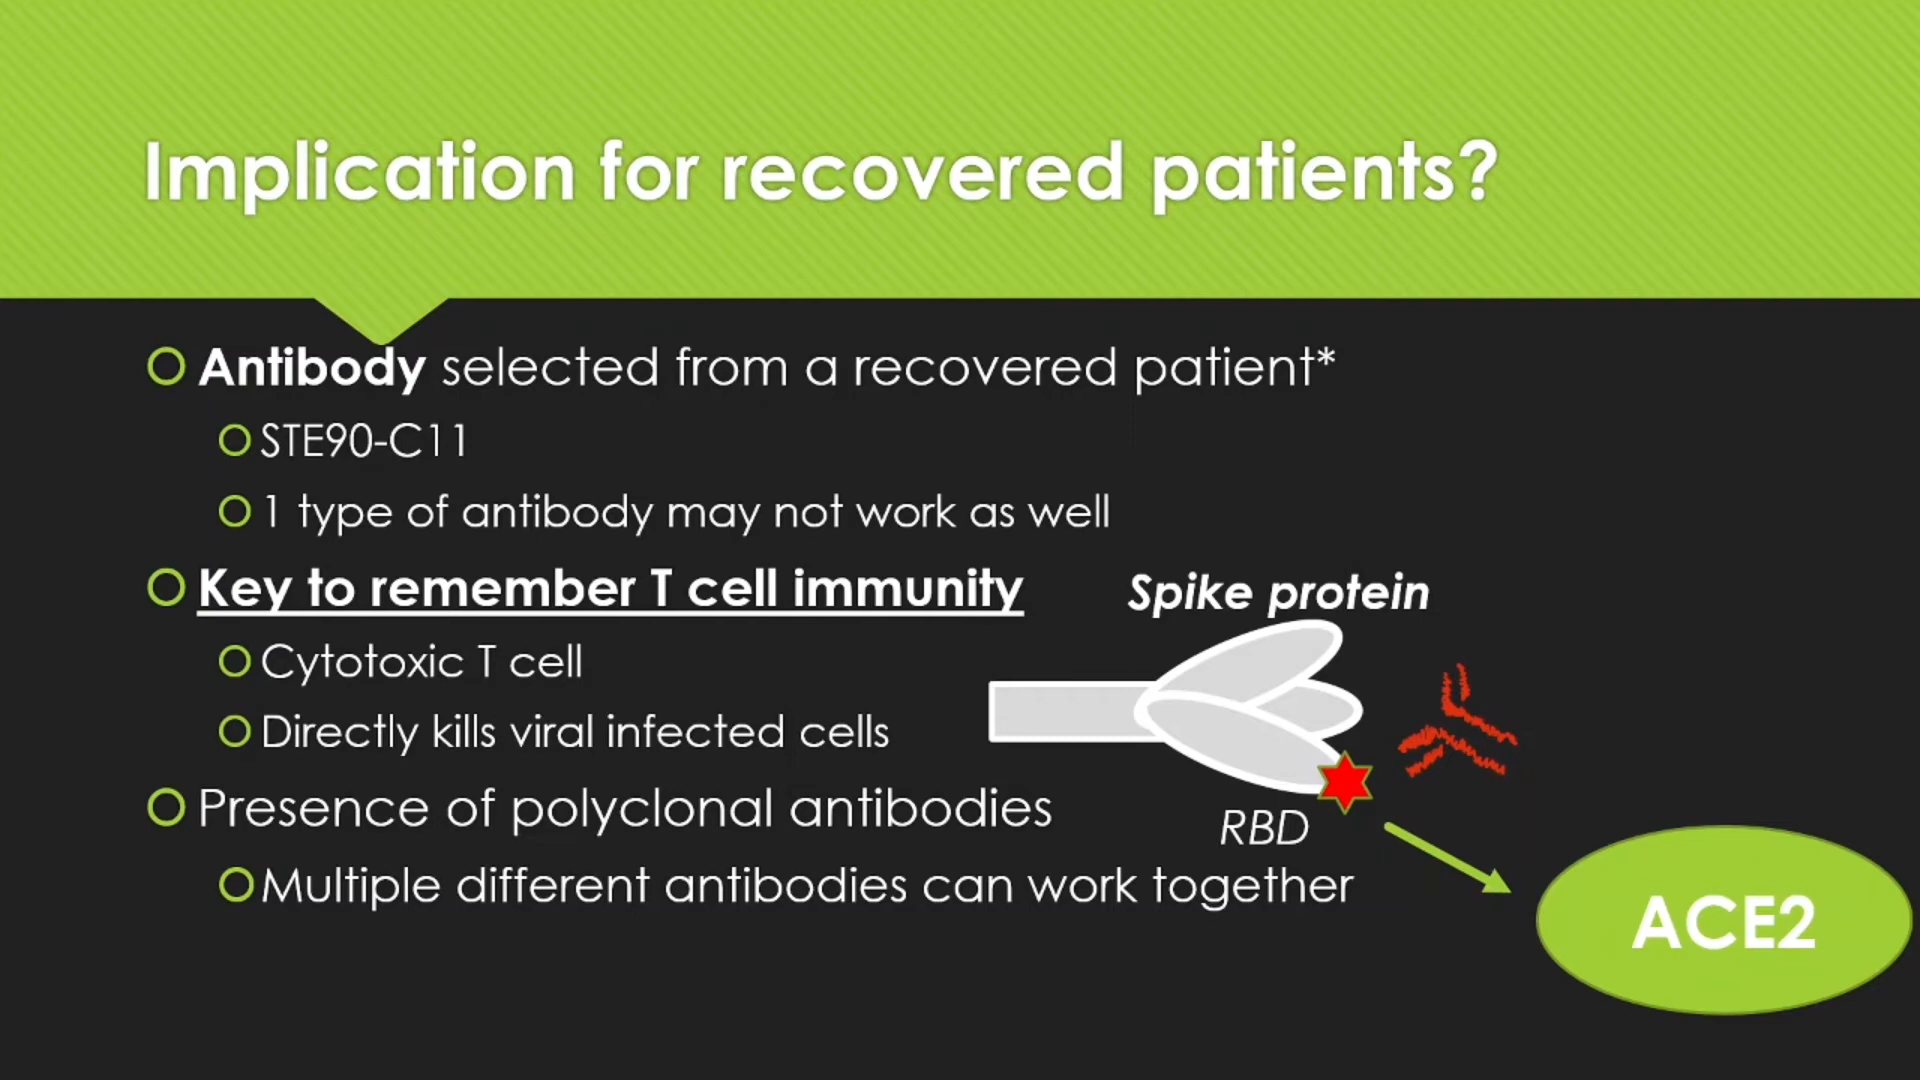 Implication for recovered patients?
Antibody selected from a recovered patient*
STE90-C11
1 type of antibody may not work as well
Key to remember T cell immunity
Cytotoxic T cell
Directly kills viral infected cells
Presence of polyclonal antibodies
Multiple different antibodies can work together
Spike protein
RBD
ACE2